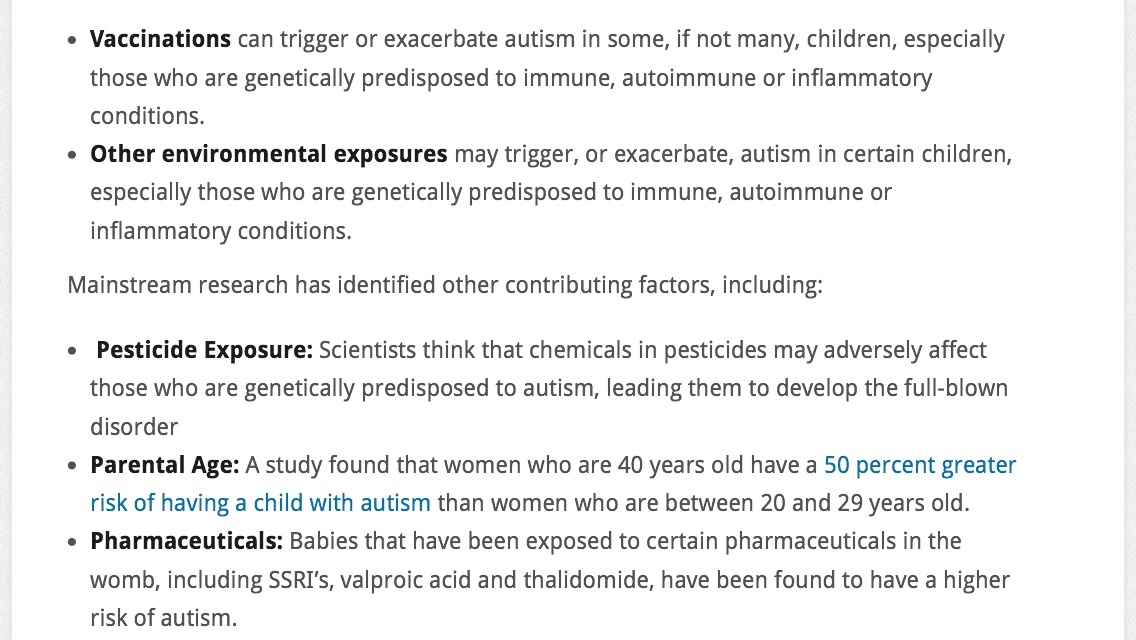 • Vaccinations can trigger or exacerbate autism in some, if not many, children, especially
those who are genetically predisposed to immune, autoimmune or inflammatory
conditions.
• Other environmental exposures may trigger, or exacerbate, autism in certain children,
especially those who are genetically predisposed to immune, autoimmune or
inflammatory conditions.
Mainstream research has identified other contributing factors, including:
• Pesticide Exposure: Scientists think that chemicals in pesticides may adversely affect
those who are genetically predisposed to autism, leading them to develop the full-blown
disorder
• Parental Age: A study found that women who are 40 years old have a 50 percent greater
risk of having a child with autism than women who are between 20 and 29 years old.
• Pharmaceuticals: Babies that have been exposed to certain pharmaceuticals in the
womb, including SSRI’s, valproic acid and thalidomide, have been found to have a higher
risk of autism.